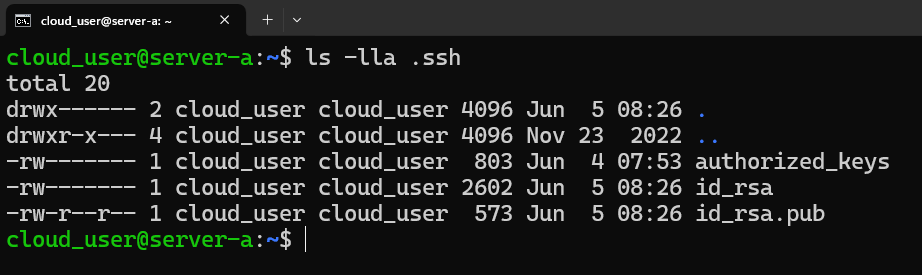 cloud_user@server-a: ~
cloud_user@server-a:~$ ls -lla .ssh
total 20
drwx------ 2 cloud_user cloud_user 4096 Jun  5 08:26 .
drwxr-x--- 4 cloud_user cloud_user 4096 Nov 23  2022 ..
-rw------- 1 cloud_user cloud_user  803 Jun  4 07:53 authorized_keys
-rw------- 1 cloud_user cloud_user 2602 Jun  5 08:26 id_rsa
-rw-r--r-- 1 cloud_user cloud_user  573 Jun  5 08:26 id_rsa.pub
cloud_user@server-a:~$